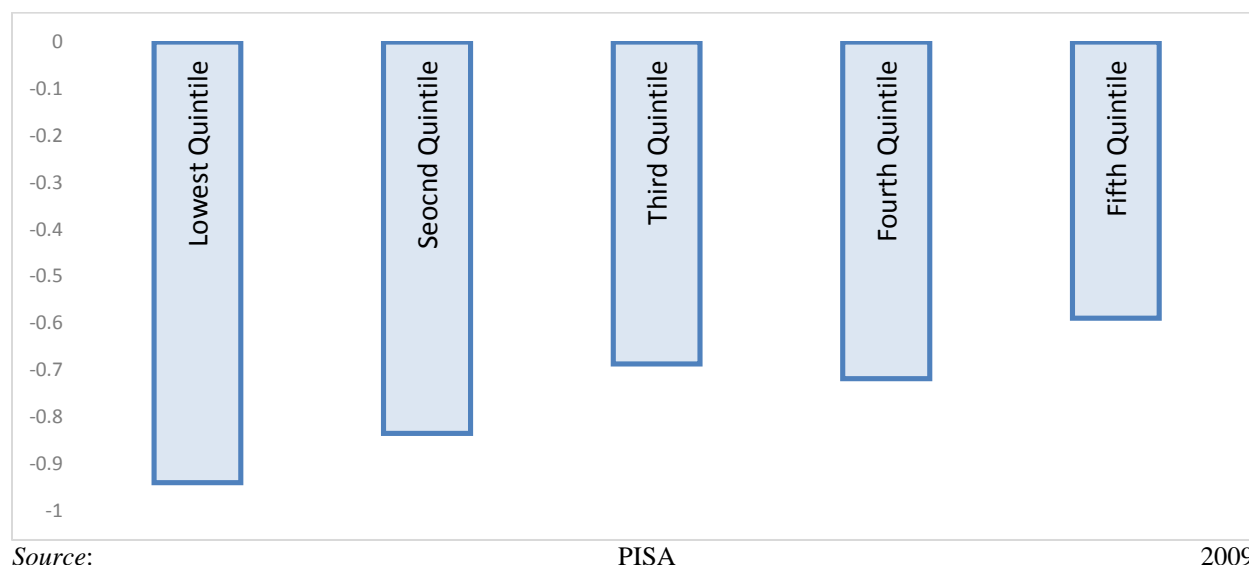 0
-0.1
-0.2
-0.3
-0.4
-0.5
-0.6
-0.7
-0.8
-0.9
-1
Lowest Quintile
Seocnd Quintile
Third Quintile
Fourth Quintile
Fifth Quintile
Source: PISA 2009